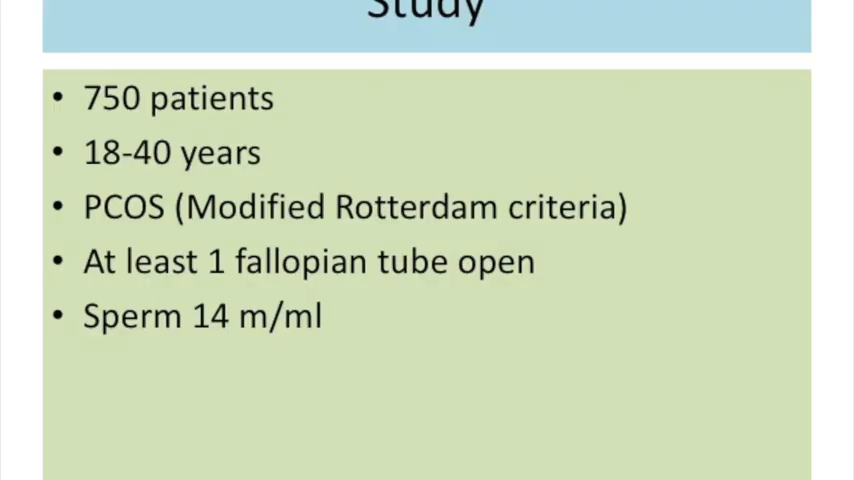 Study
• 750 patients
• 18-40 years
• PCOS (Modified Rotterdam criteria)
• At least 1 fallopian tube open
• Sperm 14 m/ml